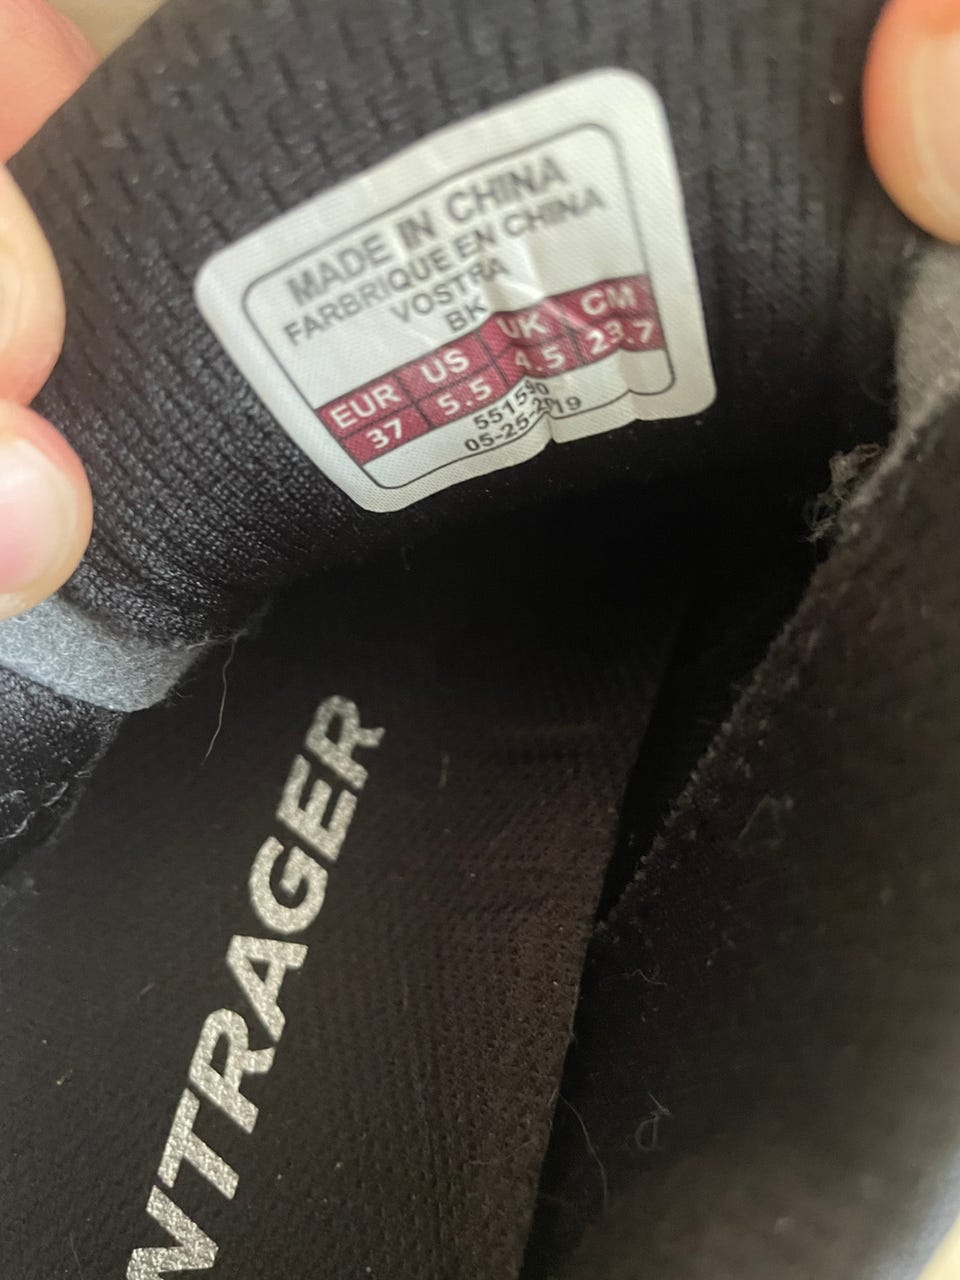 MADE IN CHINA
FARBRIQUE EN CHINA
VOSTRA
BK
EUR US UK CM
37 5.5 4.5 23.7
551590
05-25-2019
NTRAGER